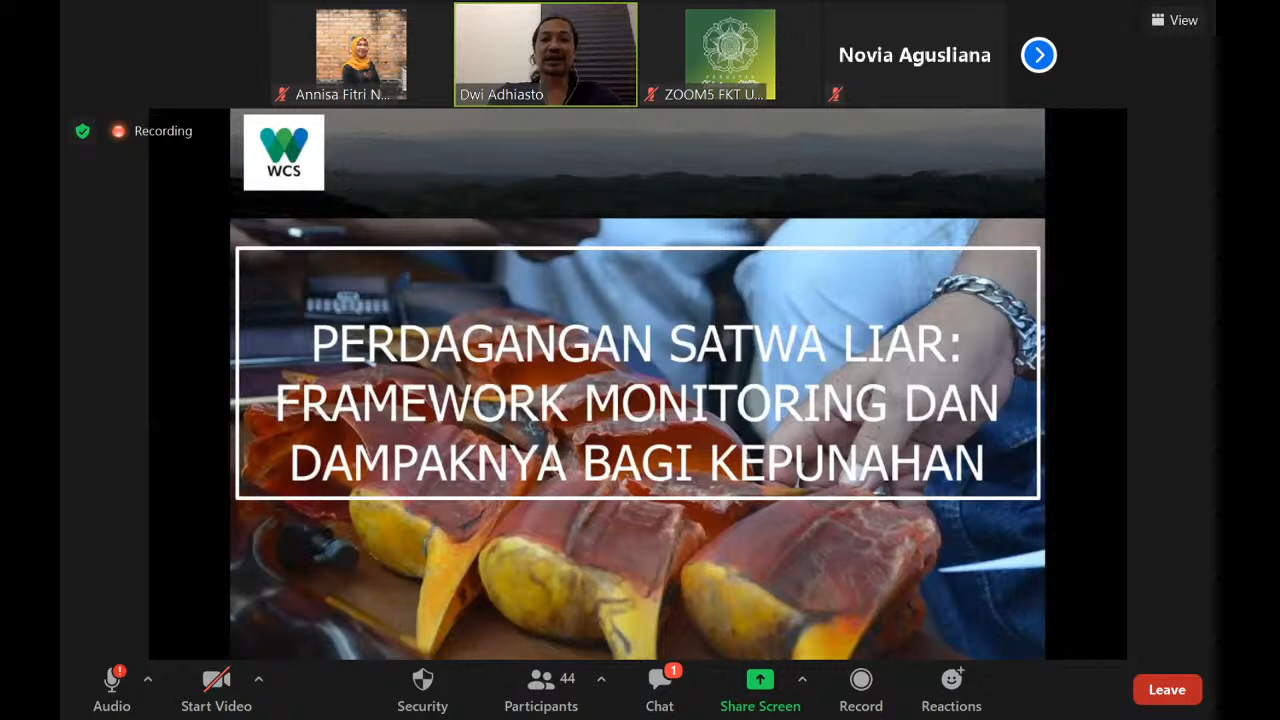 View
Novia Agusliana
Annisa Fitri N...
Dwi Adhiasto
ZOOM5 FKT U...
Recording
WCS
PERDAGANGAN SATWA LIAR:
FRAMEWORK MONITORING DAN
DAMPAKNYA BAGI KEPUNAHAN
Audio
Start Video
Security
Participants
44
Chat
1
Share Screen
Record
Reactions
Leave